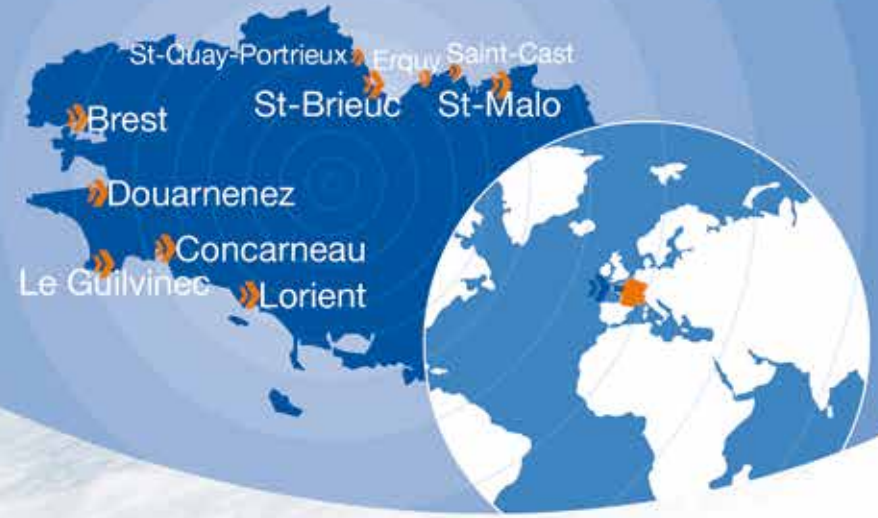 St-Quay-Portrieux
Erquy
Saint-Cast
St-Brieuc
St-Malo
Brest
Douarnenez
Concarneau
Le Guilvinec
Lorient